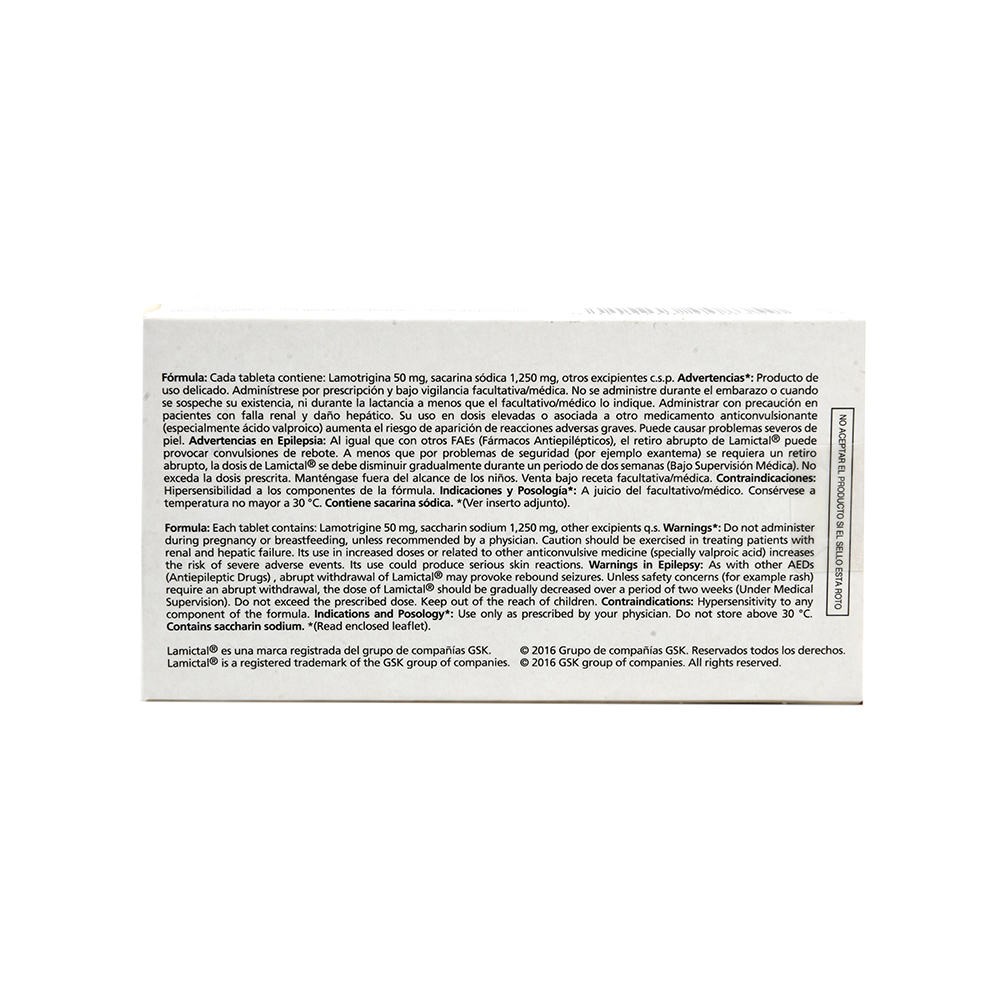 Fórmula: Cada tableta contiene: Lamotrigina 50 mg, sacarina sódica 1,250 mg, otros excipientes c.s.p. Advertencias*: Producto de
uso delicado. Adminístrese por prescripción y bajo vigilancia facultativa/médica. No se administre durante el embarazo o cuando
se sospeche su existencia, ni durante la lactancia a menos que el facultativo/médico lo indique. Administrar con precaución en
pacientes con falla renal y daño hepático. Su uso en dosis elevadas o asociada a otro medicamento anticonvulsionante
(especialmente ácido valproico) aumenta el riesgo de aparición de reacciones adversas graves. Puede causar problemas severos de
piel. Advertencias en Epilepsia: Al igual que con otros FAEs (Fármacos Antiepilépticos), el retiro abrupto de Lamictal® puede
provocar convulsiones de rebote. A menos que por problemas de seguridad (por ejemplo exantema) se requiera un retiro
abrupto, la dosis de Lamictal® se debe disminuir gradualmente durante un periodo de dos semanas (Bajo Supervisión Médica). No
exceda la dosis prescrita. Manténgase fuera del alcance de los niños. Venta bajo receta facultativa/médica. Contraindicaciones:
Hipersensibilidad a los componentes de la fórmula. Indicaciones y Posología*: A juicio del facultativo/médico. Consérvese a
temperatura no mayor a 30 °C. Contiene sacarina sódica. *(Ver inserto adjunto).
Formula: Each tablet contains: Lamotrigine 50 mg, saccharin sodium 1,250 mg, other excipients q.s. Warnings*: Do not administer
during pregnancy or breastfeeding, unless recommended by a physician. Caution should be exercised in treating patients with
renal and hepatic failure. Its use in increased doses or related to other anticonvulsive medicine (specially valproic acid) increases
the risk of severe adverse events. Its use could produce serious skin reactions. Warnings in Epilepsy: As with other AEDs
(Antiepileptic Drugs) , abrupt withdrawal of Lamictal® may provoke rebound seizures. Unless safety concerns (for example rash)
require an abrupt withdrawal, the dose of Lamictal® should be gradually decreased over a period of two weeks (Under Medical
Supervision). Do not exceed the prescribed dose. Keep out of the reach of children. Contraindications: Hypersensitivity to any
component of the formula. Indications and Posology*: Use only as prescribed by your physician. Do not store above 30 °C.
Contains saccharin sodium. *(Read enclosed leaflet).
Lamictal® es una marca registrada del grupo de compañías GSK. © 2016 Grupo de compañías GSK. Reservados todos los derechos.
Lamictal® is a registered trademark of the GSK group of companies. © 2016 GSK group of companies. All rights reserved.
NO ACEPTAR EL PRODUCTO SI EL SELLO ESTA ROTO